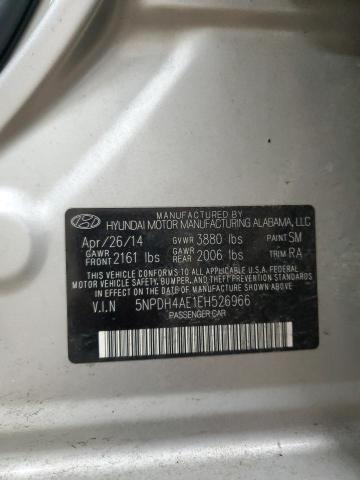 MANUFACTURED BY
HYUNDAI MOTOR MANUFACTURING ALABAMA, LLC
Apr/26/14 GVWR 3880 lbs PAINT SM
GAWR FRONT 2161 lbs GAWR REAR 2006 lbs TRIM RA
THIS VEHICLE CONFORMS TO ALL APPLICABLE U.S.A. FEDERAL
MOTOR VEHICLE SAFETY, BUMPER, AND THEFT PREVENTION
STANDARDS IN EFFECT ON THE DATE OF MANUFACTURE SHOWN ABOVE.
V.I.N 5NPDH4AE1EH526966
PASSENGER CAR